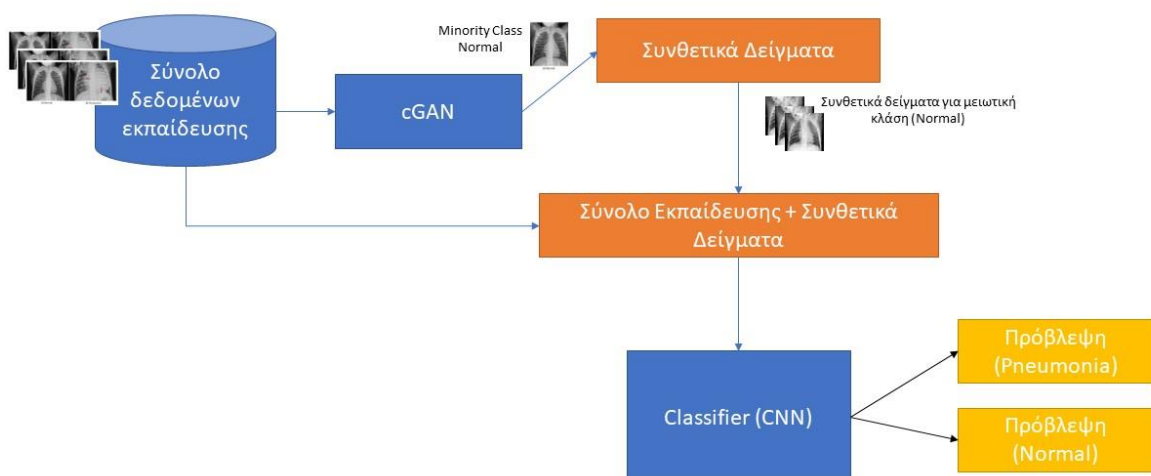 Σύνολο
δεδομένων
εκπαίδευσης
cGAN
Minority Class
Normal
Συνθετικά Δείγματα
Συνθετικά δείγματα για μειωτική
κλάση (Normal)
Σύνολο Εκπαίδευσης + Συνθετικά
Δείγματα
Classifier (CNN)
Πρόβλεψη
(Pneumonia)
Πρόβλεψη
(Normal)